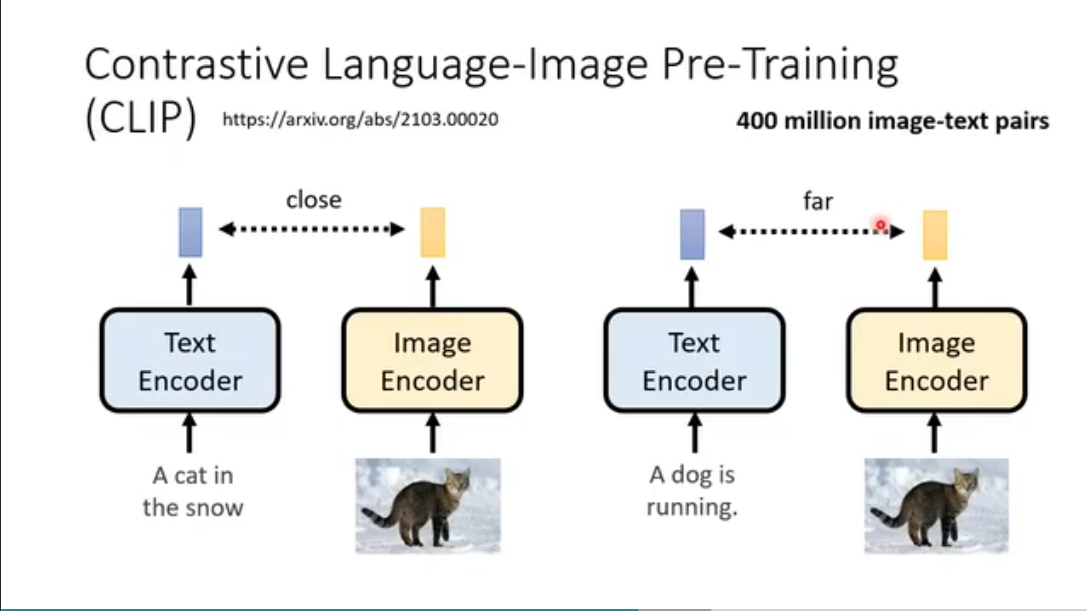 Contrastive Language-Image Pre-Training
(CLIP) https://arxiv.org/abs/2103.00020 400 million image-text pairs
close
far
Text
Encoder
Image
Encoder
Text
Encoder
Image
Encoder
A cat in
the snow
A dog is
running.